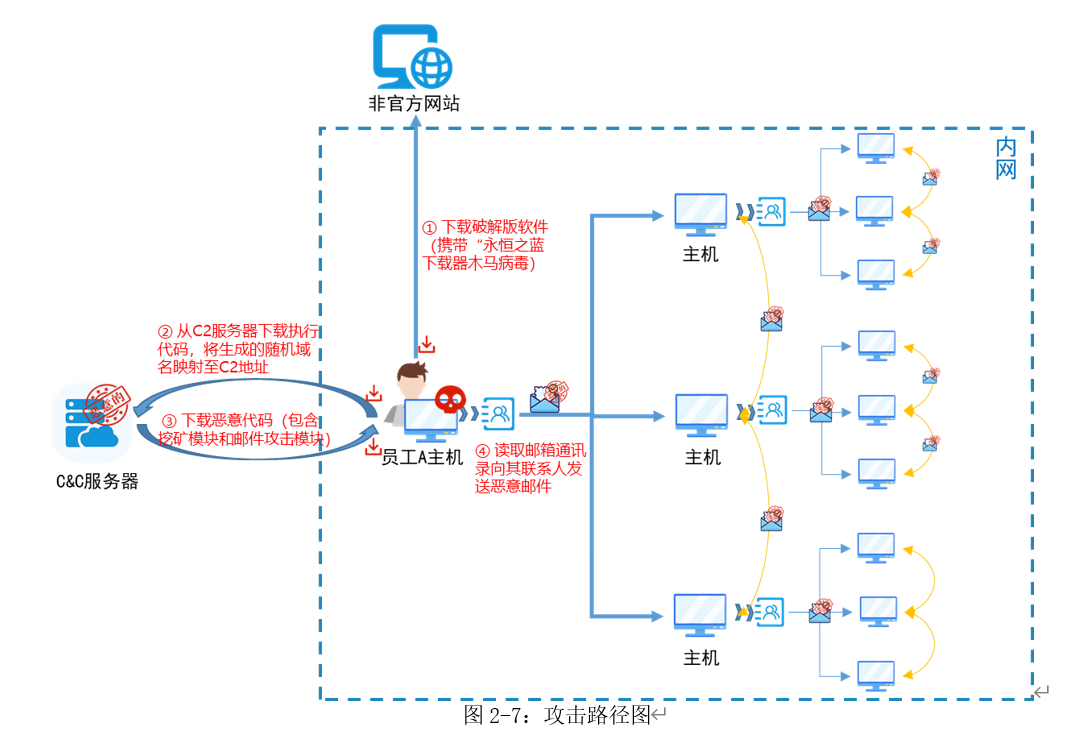 非官方网站
内
网
① 下载破解版软件
（携带“永恒之蓝
下载器木马病毒）
主机
② 从C2服务器下载执行
代码，将生成的随机域
名映射至C2地址
恶意的
③ 下载恶意代码（包含
挖矿模块和邮件攻击模块）
员工A主机
C&C服务器
④ 读取邮箱通讯
录向其联系人发
送恶意邮件
主机
主机
图 2-7：攻击路径图